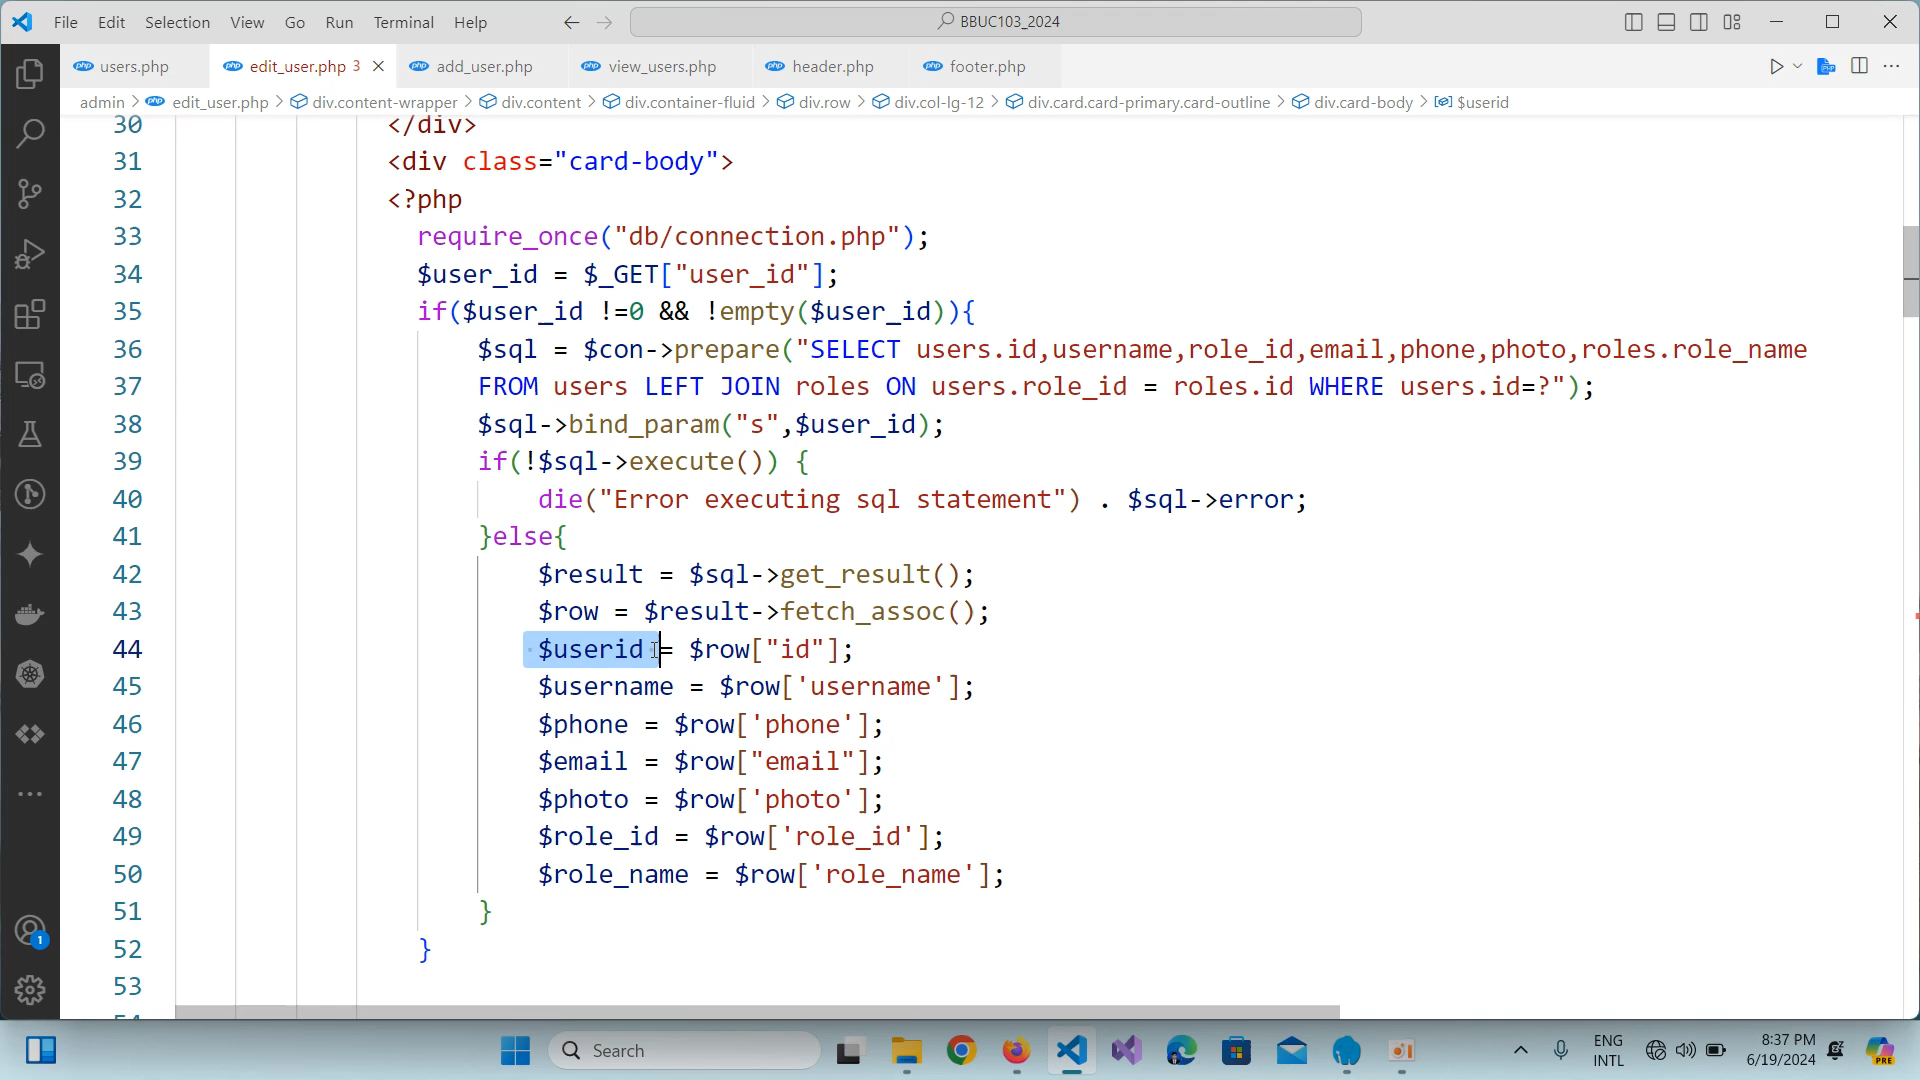 File Edit Selection View Go Run Terminal Help BBUC103_2024
users.php edit_user.php 3 add_user.php view_users.php header.php footer.php
admin > edit_user.php > div.content-wrapper > div.content > div.container-fluid > div.row > div.col-lg-12 > div.card.card-primary.card-outline > div.card-body > $userid
30 </div>
31 <div class="card-body">
32 <?php
33 require_once("db/connection.php");
34 $user_id = $_GET["user_id"];
35 if($user_id !=0 && !empty($user_id)){
36 $sql = $con->prepare("SELECT users.id,username,role_id,email,phone,photo,roles.role_name
37 FROM users LEFT JOIN roles ON users.role_id = roles.id WHERE users.id=?");
38 $sql->bind_param("s",$user_id);
39 if(!$sql->execute()) {
40 die("Error executing sql statement") . $sql->error;
41 }else{
42 $result = $sql->get_result();
43 $row = $result->fetch_assoc();
44 $userid = $row["id"];
45 $username = $row['username'];
46 $phone = $row['phone'];
47 $email = $row["email"];
48 $photo = $row['photo'];
49 $role_id = $row['role_id'];
50 $role_name = $row['role_name'];
51 }
52 }
53
1
Search
ENG
INTL
8:37 PM
6/19/2024
PRE